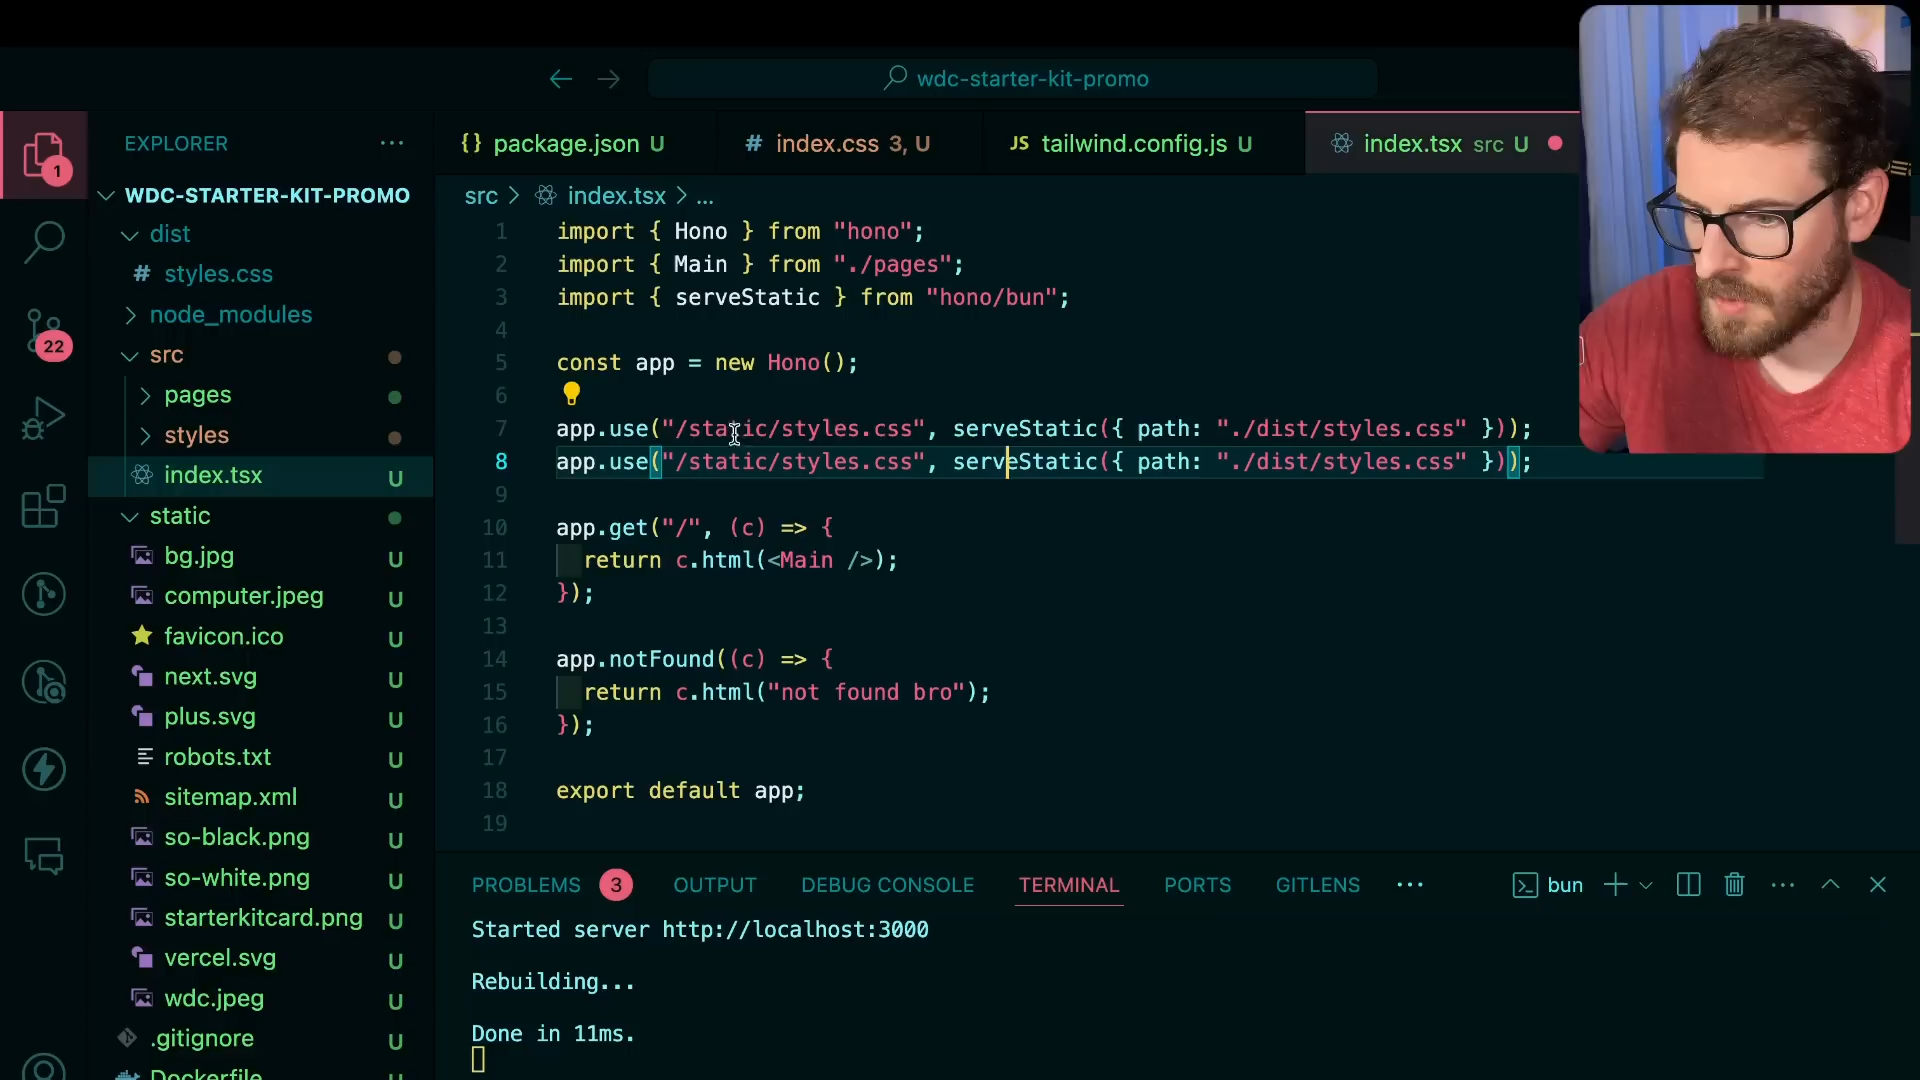 wdc-starter-kit-promo
EXPLORER
WDC-STARTER-KIT-PROMO
dist
# styles.css
node_modules
src
pages
styles
index.tsx U
static
bg.jpg U
computer.jpeg U
favicon.ico U
next.svg U
plus.svg U
robots.txt U
sitemap.xml U
so-black.png U
so-white.png U
starterkitcard.png U
vercel.svg U
wdc.jpeg U
.gitignore U
Dockerfile
1
22
{} package.json U
# index.css 3, U
JS tailwind.config.js U
index.tsx src U
src > index.tsx > ...
1 import { Hono } from "hono";
2 import { Main } from "./pages";
3 import { serveStatic } from "hono/bun";
4
5 const app = new Hono();
6
7 app.use("/static/styles.css", serveStatic({ path: "./dist/styles.css" }));
8 app.use("/static/styles.css", serveStatic({ path: "./dist/styles.css" }));
9
10 app.get("/", (c) => {
11 return c.html(<Main />);
12 });
13
14 app.notFound((c) => {
15 return c.html("not found bro");
16 });
17
18 export default app;
19
PROBLEMS 3 OUTPUT DEBUG CONSOLE TERMINAL PORTS GITLENS ... bun
Started server http://localhost:3000
Rebuilding...
Done in 11ms.